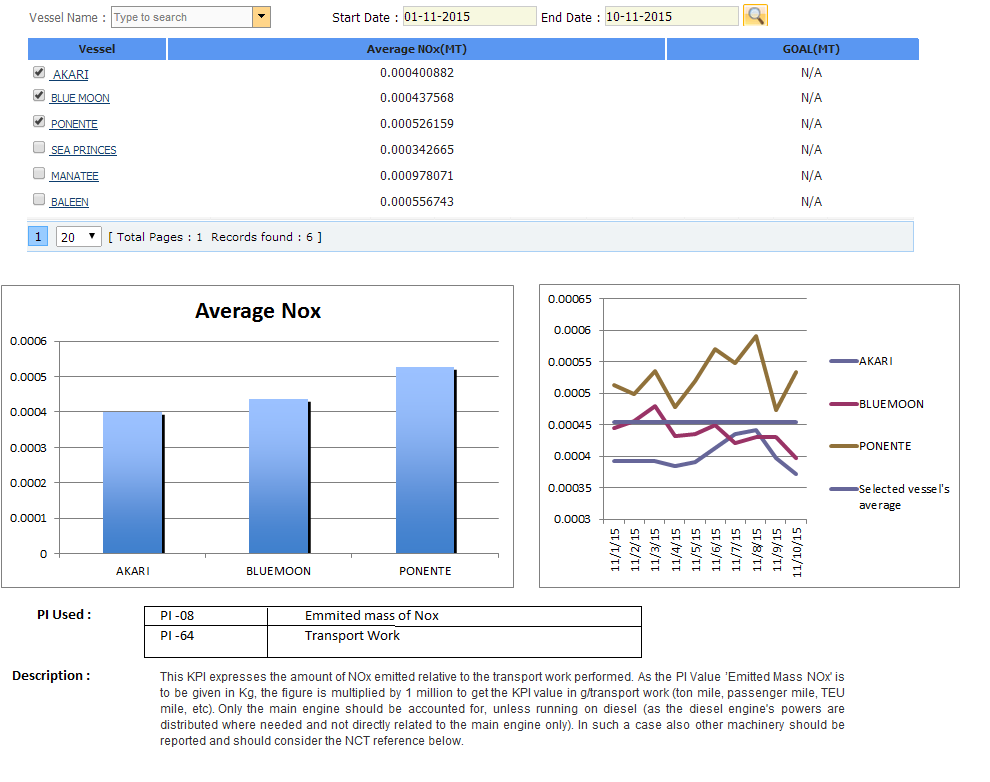 Vessel Name : Type to search Start Date : 01-11-2015 End Date : 10-11-2015
Vessel Average NOx(MT) GOAL(MT)
AKARI 0.000400882 N/A
BLUE MOON 0.000437568 N/A
PONENTE 0.000526159 N/A
SEA PRINCES 0.000342665 N/A
MANATEE 0.000978071 N/A
BALEEN 0.000556743 N/A
1 20 [ Total Pages : 1 Records found : 6 ]
Average Nox
0.0006
0.0005
0.0004
0.0003
0.0002
0.0001
0
AKARI BLUEMOON PONENTE
0.00065
0.0006
0.00055
0.0005
0.00045
0.0004
0.00035
0.0003
11/1/15
11/2/15
11/3/15
11/4/15
11/5/15
11/6/15
11/7/15
11/8/15
11/9/15
11/10/15
AKARI
BLUEMOON
PONENTE
Selected vessel's
average
PI Used : PI -08 Emmited mass of Nox
PI -64 Transport Work
Description : This KPI expresses the amount of NOx emitted relative to the transport work performed. As the PI Value 'Emitted Mass NOx' is
to be given in Kg, the figure is multiplied by 1 million to get the KPI value in g/transport work (ton mile, passenger mile, TEU
mile, etc). Only the main engine should be accounted for, unless running on diesel (as the diesel engine's powers are
distributed where needed and not directly related to the main engine only). In such a case also other machinery should be
reported and should consider the NCT reference below.